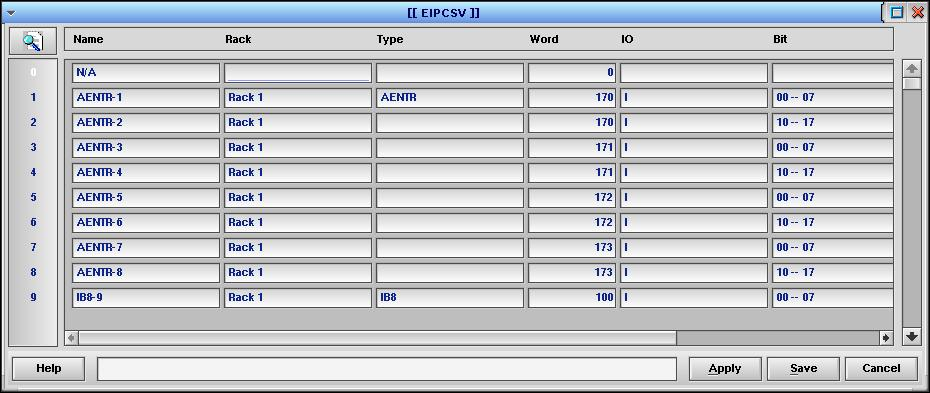 [[ EIPCSV ]]
Name Rack Type Word IO Bit
0 N/A 0
1 AENTR-1 Rack 1 AENTR 170 I 00 -- 07
2 AENTR-2 Rack 1 170 I 10 -- 17
3 AENTR-3 Rack 1 171 I 00 -- 07
4 AENTR-4 Rack 1 171 I 10 -- 17
5 AENTR-5 Rack 1 172 I 00 -- 07
6 AENTR-6 Rack 1 172 I 10 -- 17
7 AENTR-7 Rack 1 173 I 00 -- 07
8 AENTR-8 Rack 1 173 I 10 -- 17
9 IB8-9 Rack 1 IB8 100 I 00 -- 07
Help Apply Save Cancel